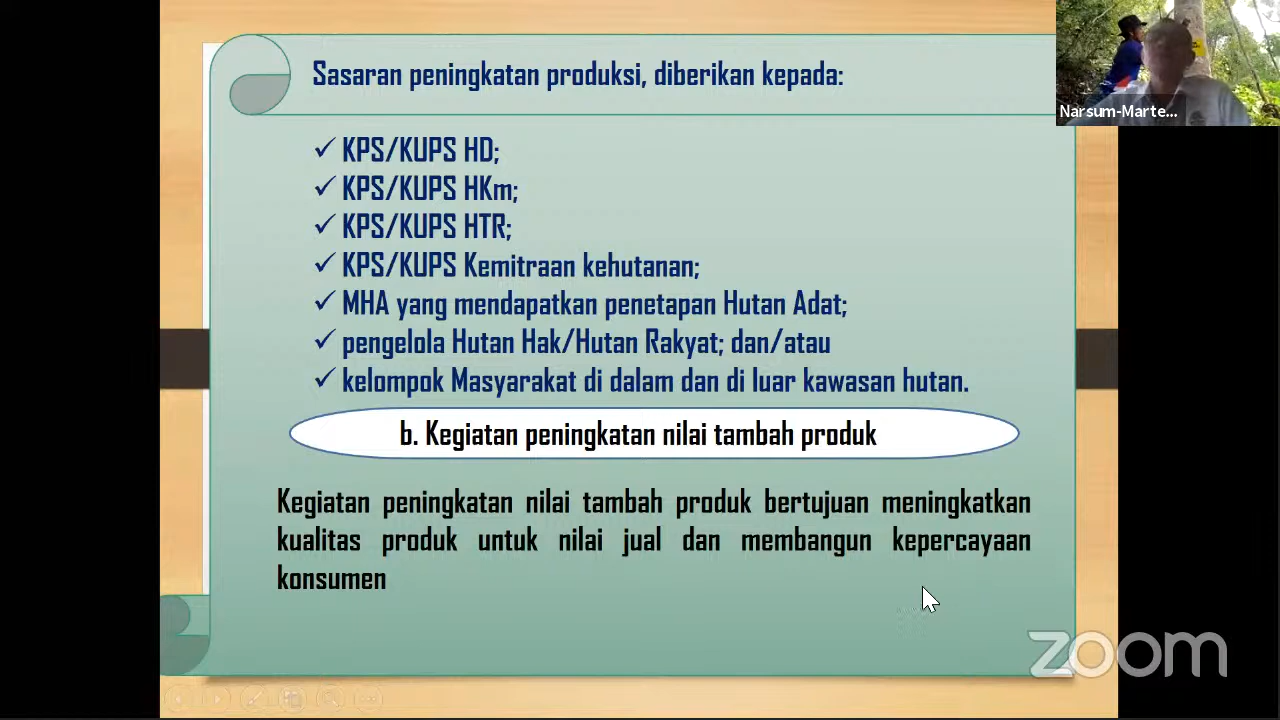 Sasaran peningkatan produksi, diberikan kepada:
Narsum-Marte...
✓ KPS/KUPS HD;
✓ KPS/KUPS HKm;
✓ KPS/KUPS HTR;
✓ KPS/KUPS Kemitraan kehutanan;
✓ MHA yang mendapatkan penetapan Hutan Adat;
✓ pengelola Hutan Hak/Hutan Rakyat; dan/atau
✓ kelompok Masyarakat di dalam dan di luar kawasan hutan.
b. Kegiatan peningkatan nilai tambah produk
Kegiatan peningkatan nilai tambah produk bertujuan meningkatkan
kualitas produk untuk nilai jual dan membangun kepercayaan
konsumen
zoom